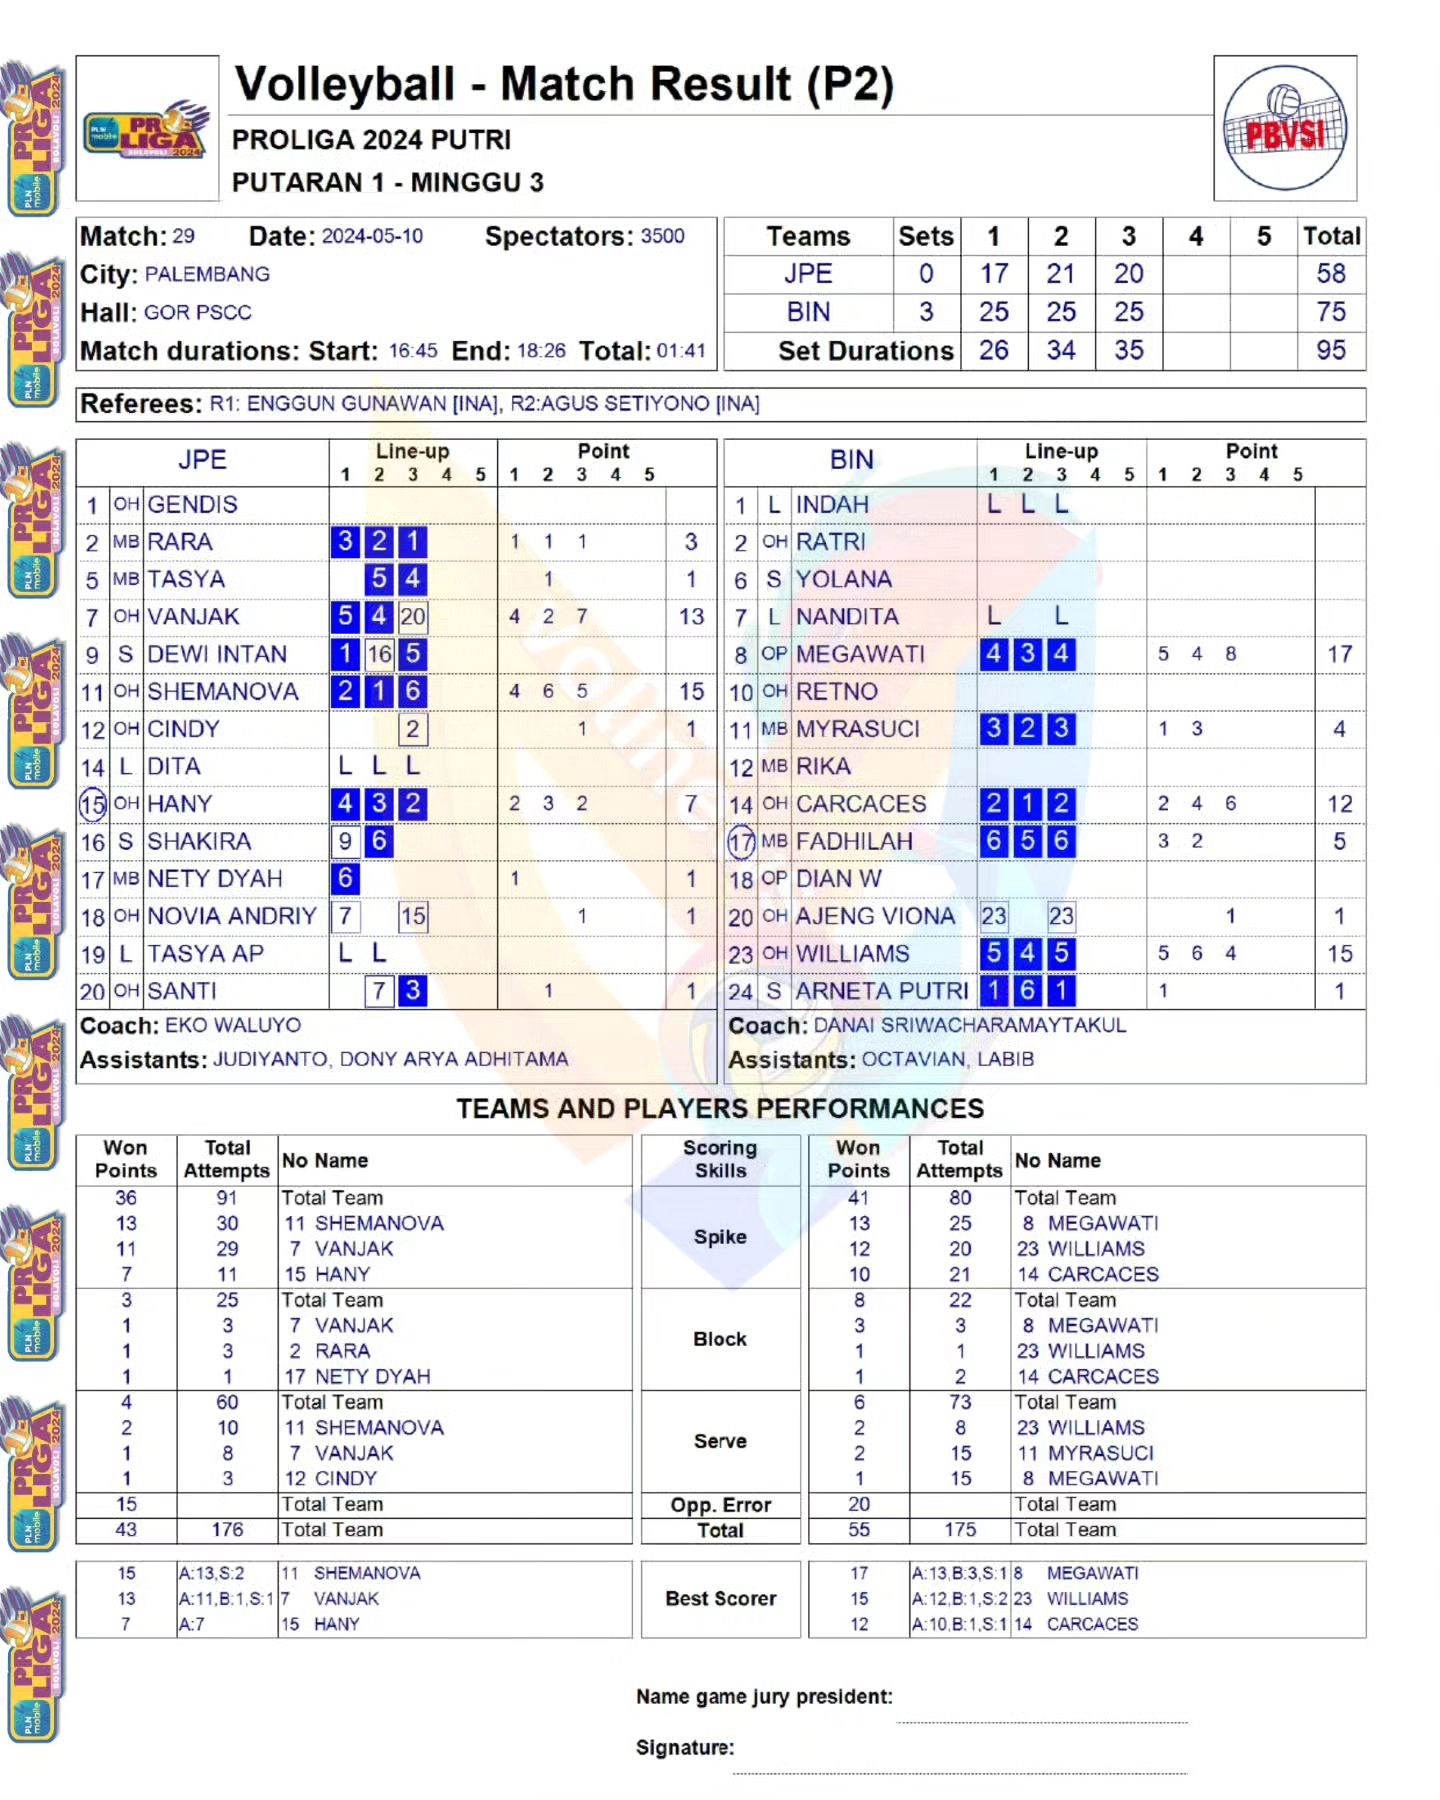 Volleyball - Match Result (P2)
PROLIGA 2024 PUTRI
PUTARAN 1 - MINGGU 3
PLN mobile PROLIGA BOLAVOLI 2024
PBVSI
Match: 29 Date: 2024-05-10 Spectators: 3500
City: PALEMBANG
Hall: GOR PSCC
Match durations: Start: 16:45 End: 18:26 Total: 01:41
Teams Sets 1 2 3 4 5 Total
JPE 0 17 21 20 58
BIN 3 25 25 25 75
Set Durations 26 34 35 95
Referees: R1: ENGGUN GUNAWAN [INA], R2:AGUS SETIYONO [INA]
JPE Line-up Point
1 2 3 4 5 1 2 3 4 5
1 OH GENDIS
2 MB RARA 3 2 1 1 1 1 3
5 MB TASYA 5 4 1 1
7 OH VANJAK 5 4 20 4 2 7 13
9 S DEWI INTAN 1 16 5
11 OH SHEMANOVA 2 1 6 4 6 5 15
12 OH CINDY 2 1 1
14 L DITA L L L
15 OH HANY 4 3 2 2 3 2 7
16 S SHAKIRA 9 6
17 MB NETY DYAH 6 1 1
18 OH NOVIA ANDRIY 7 15 1 1
19 L TASYA AP L L
20 OH SANTI 7 3 1 1
Coach: EKO WALUYO
Assistants: JUDIYANTO, DONY ARYA ADHITAMA
BIN Line-up Point
1 2 3 4 5 1 2 3 4 5
1 L INDAH L L L
2 OH RATRI
6 S YOLANA
7 L NANDITA L L
8 OP MEGAWATI 4 3 4 5 4 8 17
10 OH RETNO
11 MB MYRASUCI 3 2 3 1 3 4
12 MB RIKA
14 OH CARCACES 2 1 2 2 4 6 12
17 MB FADHILAH 6 5 6 3 2 5
18 OP DIAN W
20 OH AJENG VIONA 23 23 1 1
23 OH WILLIAMS 5 4 5 5 6 4 15
24 S ARNETA PUTRI 1 6 1 1 1
Coach: DANAI SRIWACHARAMAYTAKUL
Assistants: OCTAVIAN, LABIB
TEAMS AND PLAYERS PERFORMANCES
Won Points Total Attempts No Name Scoring Skills Won Points Total Attempts No Name
36 91 Total Team Spike 41 80 Total Team
13 30 11 SHEMANOVA 13 25 8 MEGAWATI
11 29 7 VANJAK 12 20 23 WILLIAMS
7 11 15 HANY 10 21 14 CARCACES
3 25 Total Team Block 8 22 Total Team
1 3 7 VANJAK 3 3 8 MEGAWATI
1 3 2 RARA 1 1 23 WILLIAMS
1 1 17 NETY DYAH 1 2 14 CARCACES
4 60 Total Team Serve 6 73 Total Team
2 10 11 SHEMANOVA 2 8 23 WILLIAMS
1 8 7 VANJAK 2 15 11 MYRASUCI
1 3 12 CINDY 1 15 8 MEGAWATI
15 Total Team Opp. Error 20 Total Team
43 176 Total Team Total 55 175 Total Team
15 A:13,S:2 11 SHEMANOVA Best Scorer 17 A:13,B:3,S:1 8 MEGAWATI
13 A:11,B:1,S:1 7 VANJAK 15 A:12,B:1,S:2 23 WILLIAMS
7 A:7 15 HANY 12 A:10,B:1,S:1 14 CARCACES
Name game jury president:
Signature: